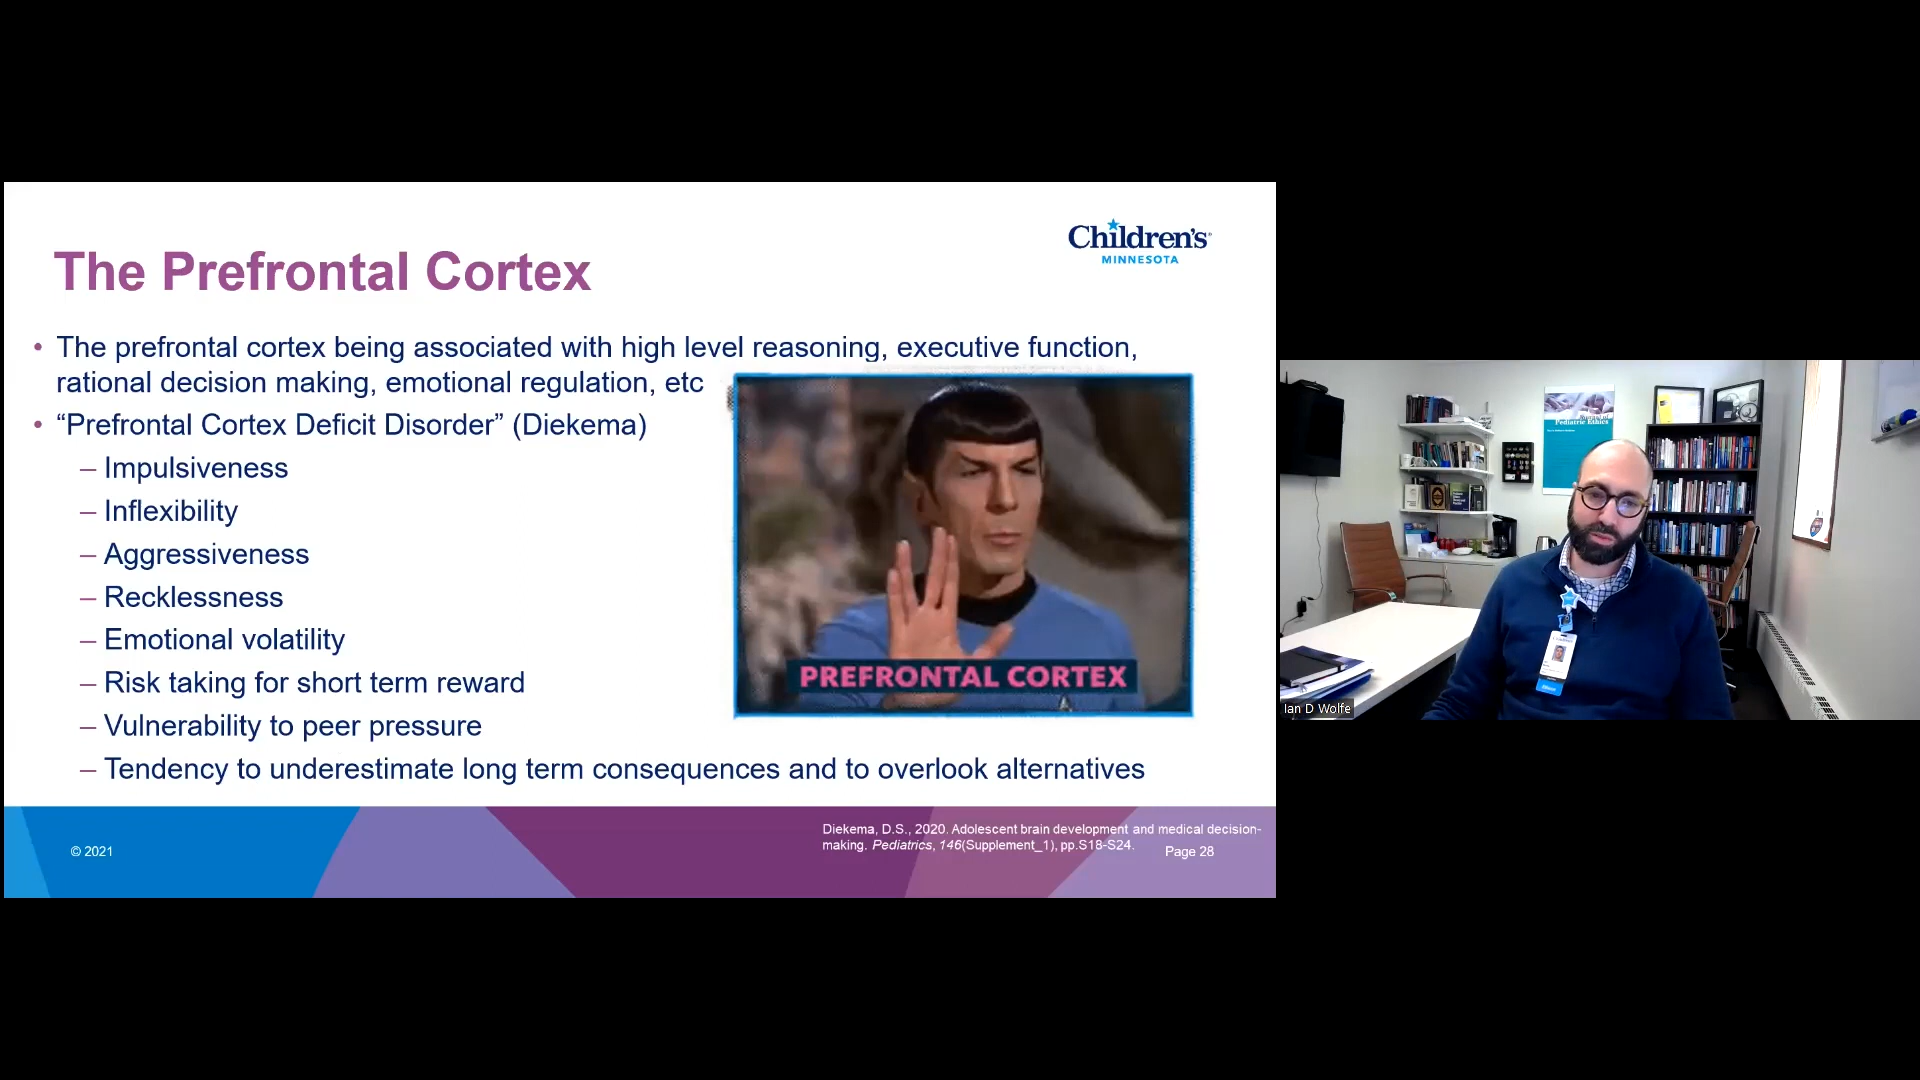 Children's
MINNESOTA
The Prefrontal Cortex
• The prefrontal cortex being associated with high level reasoning, executive function,
rational decision making, emotional regulation, etc
• “Prefrontal Cortex Deficit Disorder” (Diekema)
– Impulsiveness
– Inflexibility
– Aggressiveness
– Recklessness
– Emotional volatility
– Risk taking for short term reward
– Vulnerability to peer pressure
– Tendency to underestimate long term consequences and to overlook alternatives
PREFRONTAL CORTEX
© 2021
Diekema, D.S., 2020. Adolescent brain development and medical decision-
making. Pediatrics, 146(Supplement_1), pp.S18-S24.
Page 28
Pediatric Ethics
Ian D Wolfe